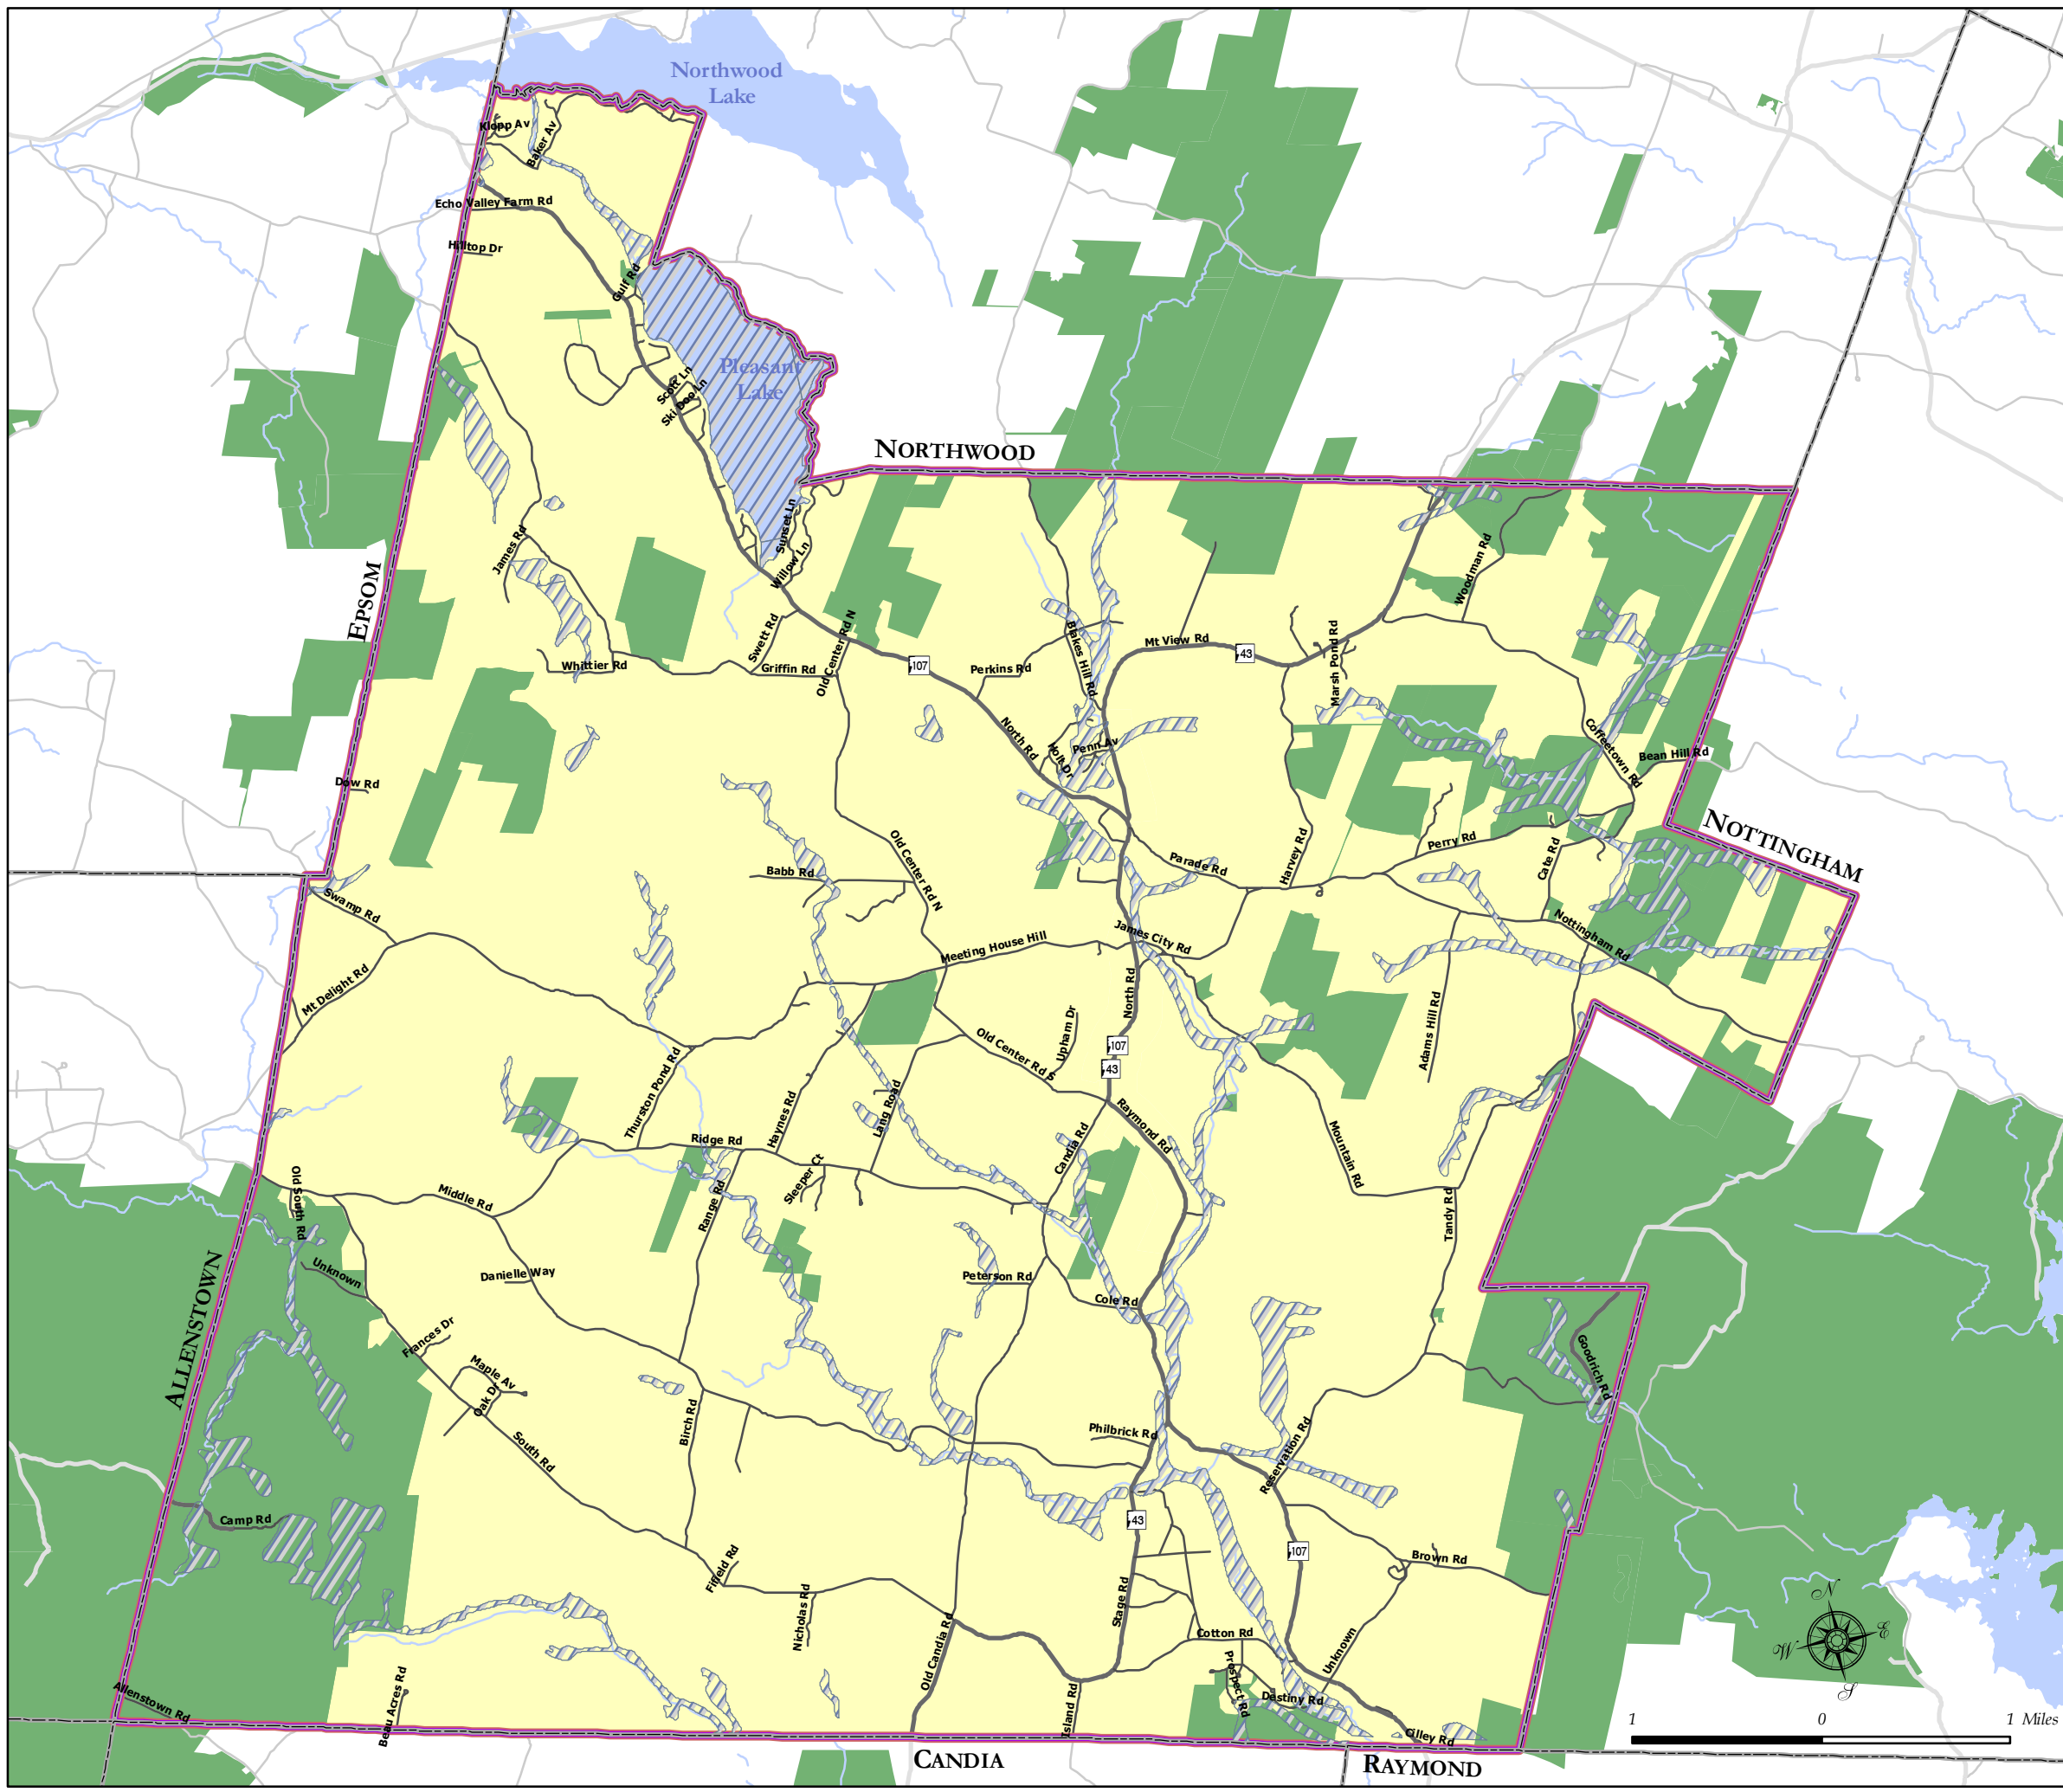 Northwood
Lake
Klopp Av
Baker Av
Echo Valley Farm Rd
Hilltop Dr
Gulf Rd
Pleasant
Lake
Scott Ln
Ski Doo Ln
NORTHWOOD
Sunset Ln
Willow Ln
James Rd
EPSOM
Woodman Rd
Swett Rd
Old Center Rd N
Blakes Hill Rd
Mt View Rd
43
Marsh Pond Rd
Whittier Rd
Griffin Rd
107
Perkins Rd
North Rd
Holt Dr
Penn Av
Coffeetown Rd
Bean Hill Rd
Dow Rd
NOTTINGHAM
Old Center Rd N
Babb Rd
Parade Rd
Harvey Rd
Perry Rd
Cate Rd
Swamp Rd
Meeting House Hill
James City Rd
Nottingham Rd
Mt Delight Rd
North Rd
Adams Hill Rd
Upham Dr
Old Center Rd S
107
43
Thurston Pond Rd
Haynes Rd
Lang Road
Raymond Rd
Candia Rd
Mountain Rd
Ridge Rd
Sleeper Ct
Old South Rd
Middle Rd
Range Rd
Tandy Rd
Unknown
Danielle Way
Peterson Rd
Cole Rd
ALLENSTOWN
Frances Dr
Maple Av
Oak Dr
Goodrich Rd
Birch Rd
South Rd
Philbrick Rd
Reservation Rd
Camp Rd
43
107
Brown Rd
Fifield Rd
Nicholas Rd
Stage Rd
Old Candia Rd
Cotton Rd
Unknown
Prospect Rd
Dastiny Rd
Island Rd
Allenstown Rd
Beau Acres Rd
Gilley Rd
N
W
E
S
1 0 1 Miles
CANDIA
RAYMOND